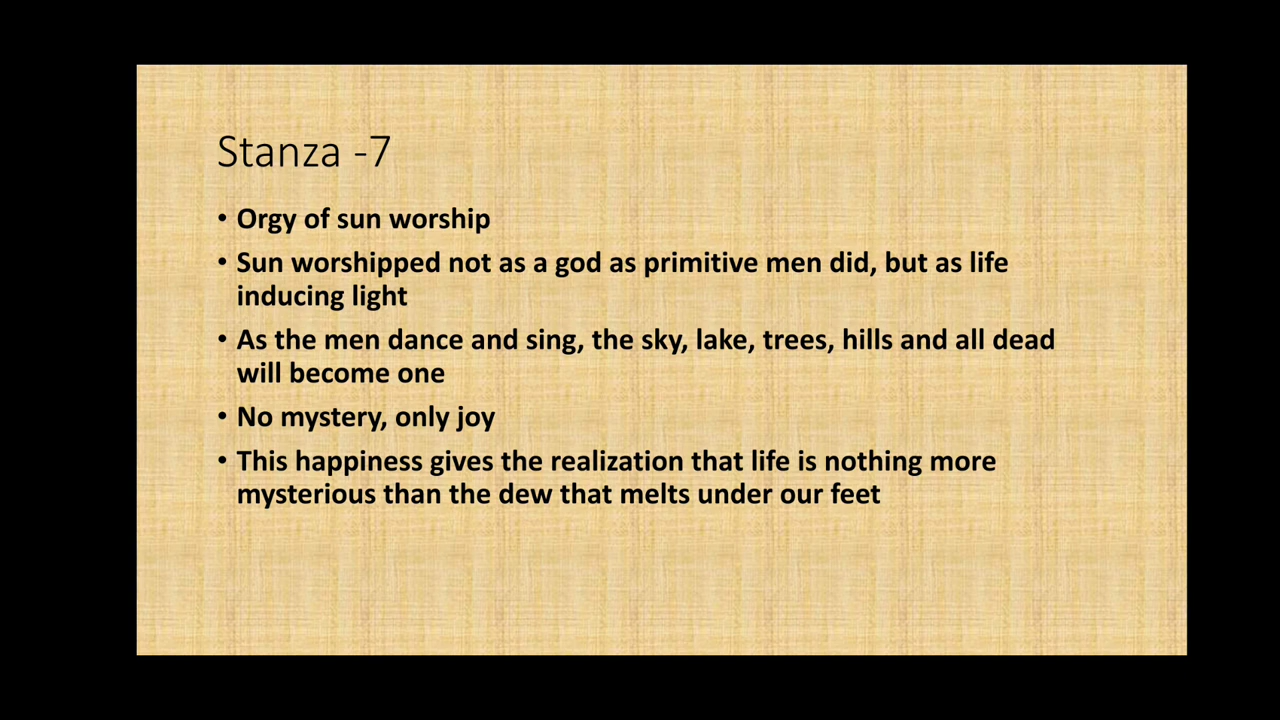 Stanza -7
• Orgy of sun worship
• Sun worshipped not as a god as primitive men did, but as life
inducing light
• As the men dance and sing, the sky, lake, trees, hills and all dead
will become one
• No mystery, only joy
• This happiness gives the realization that life is nothing more
mysterious than the dew that melts under our feet